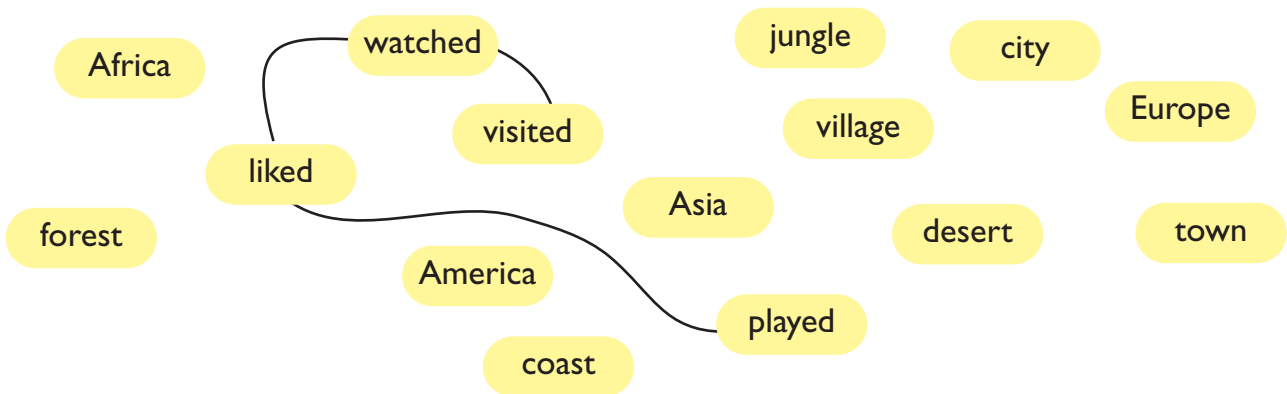 watched
jungle
city
Africa
Europe
visited
village
liked
Asia
forest
desert
town
America
played
coast